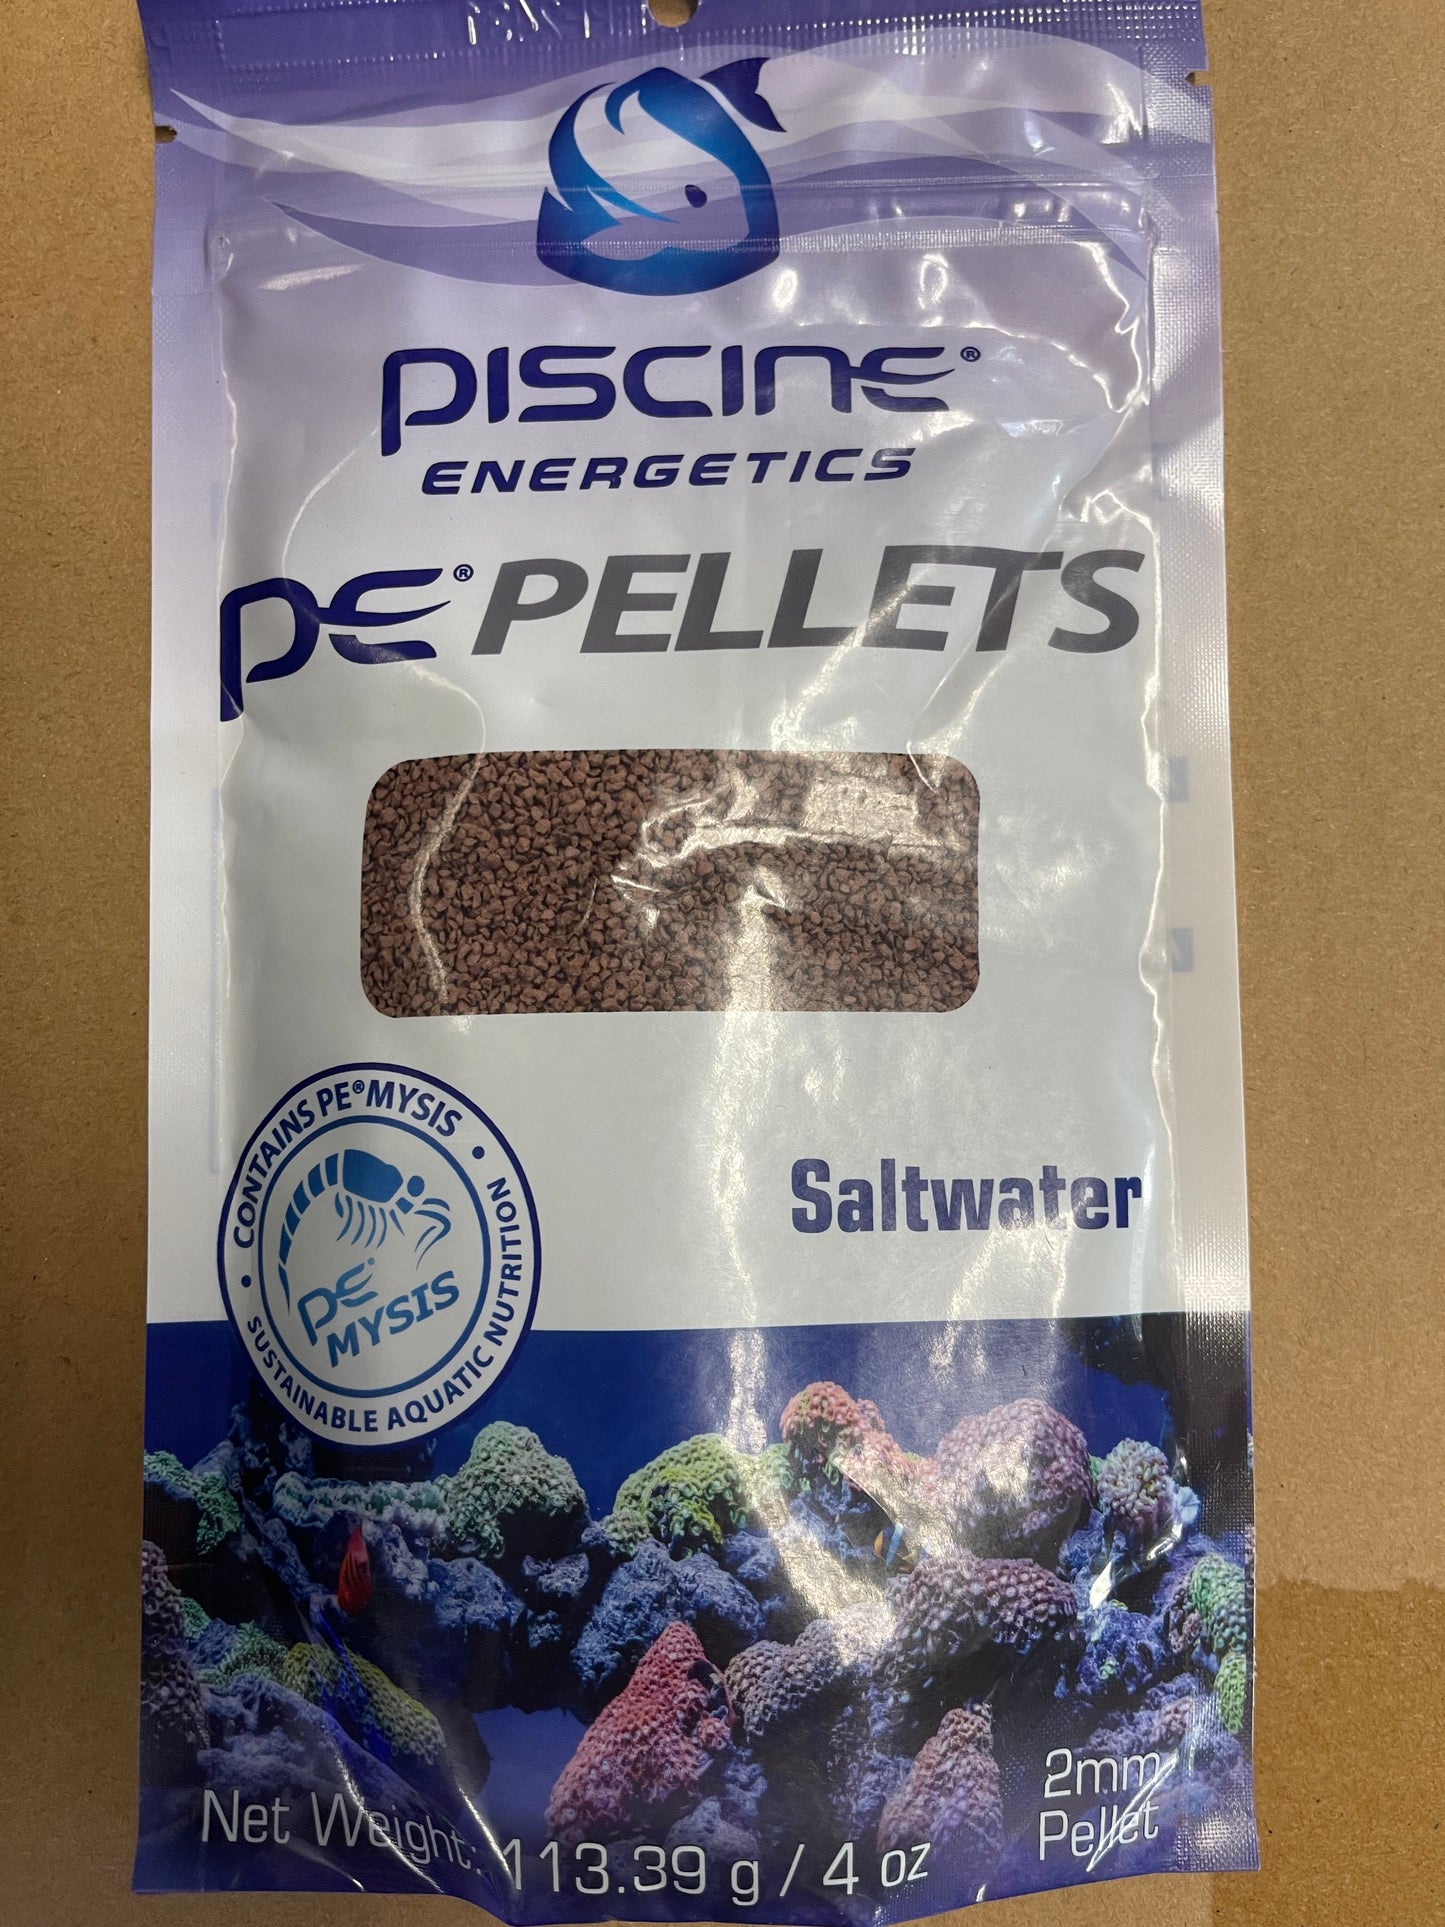 PISCINE®
ENERGETICS
PE® PELLETS
• CONTAINS PE® MYSIS •
PE
MYSIS
SUSTAINABLE AQUATIC NUTRITION
Saltwater
2mm
Pellet
Net Weight: 113.39 g / 4 oz